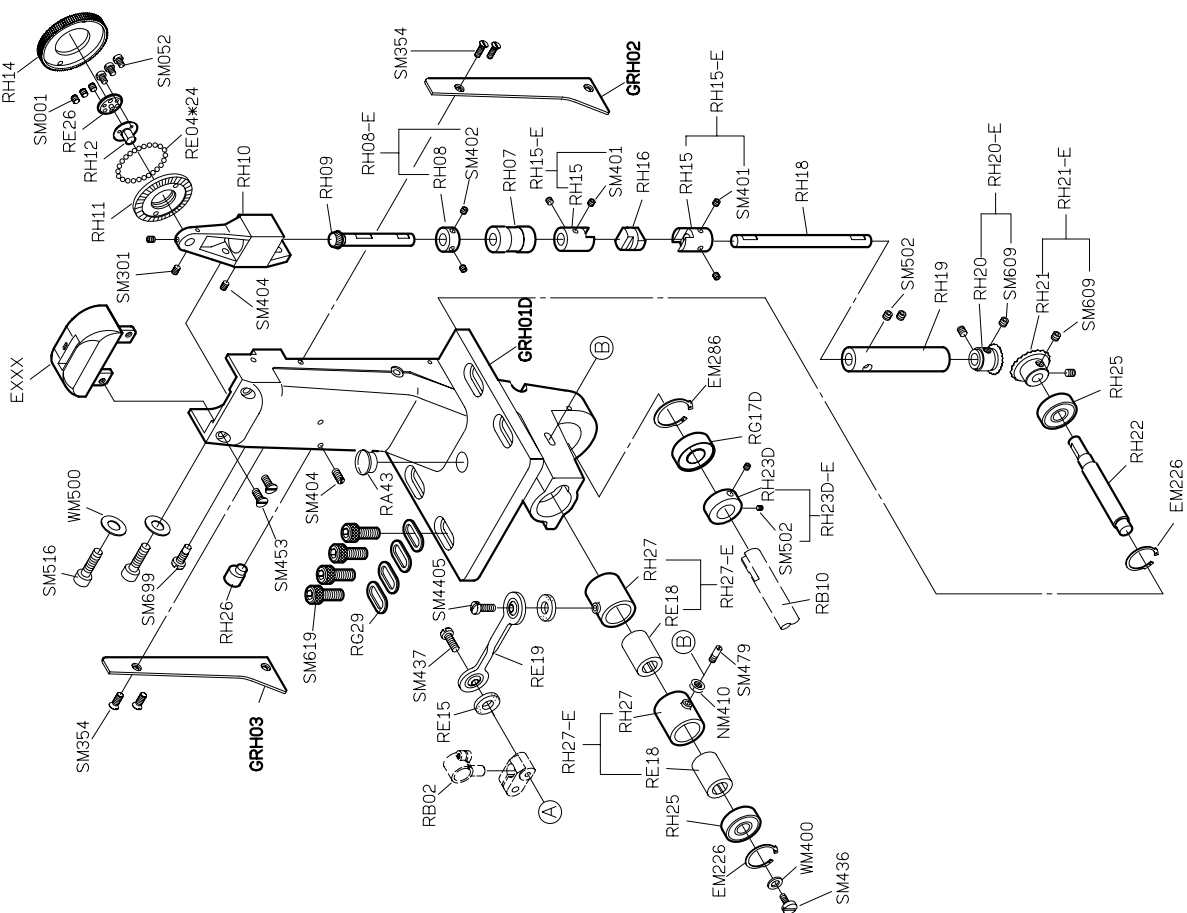 RH14
SM001
RE26
RH12
SM052
RE04*24
RH11
RH10
SM301
SM404
EXXX
SM354
GRH02
RH09
RH08-E
RH08
SM402
RH07
RH15-E
RH15
SM401
RH16
RH15-E
RH15
SM401
RH18
SM502
RH19
RH20-E
RH20
SM609
RH21-E
RH21
SM609
RH25
RH22
EM226
GRH01D
B
EM286
RG17D
RH23D
RH23D-E
SM502
RB10
WM500
SM516
SM699
RH26
SM453
SM404
RA43
SM619
RG29
SM4405
SM437
RE19
RE15
RB02
A
RH27
RH27-E
RE18
B
SM479
NM410
RH27
RH27-E
RE18
RH25
EM226
WM400
SM436
SM354
GRH03